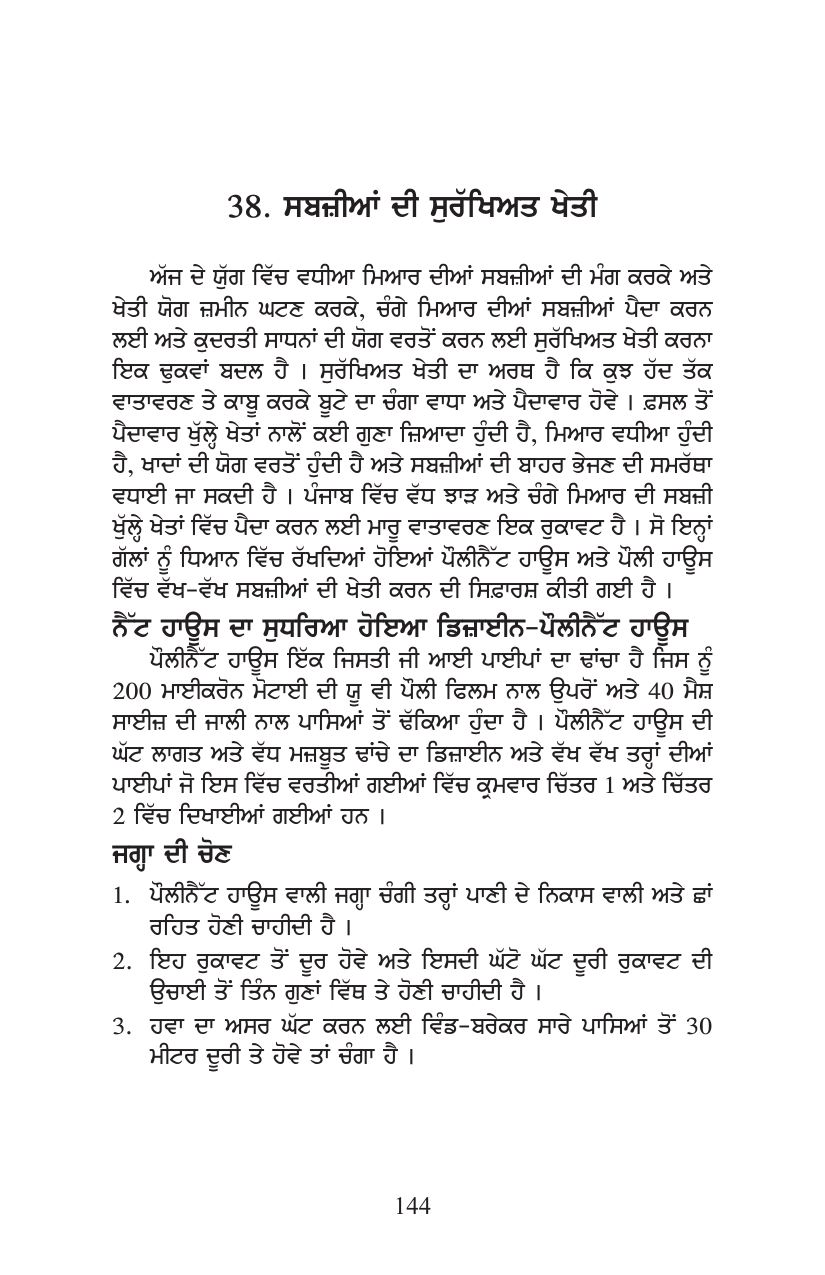 38. ਸਬਜ਼ੀਆਂ ਦੀ ਸੁਰੱਖਿਅਤ ਖੇਤੀ
ਅੱਜ ਦੇ ਯੁੱਗ ਵਿੱਚ ਵਧੀਆ ਮਿਆਰ ਦੀਆਂ ਸਬਜ਼ੀਆਂ ਦੀ ਮੰਗ ਕਰਕੇ ਅਤੇ
ਖੇਤੀ ਯੋਗ ਜ਼ਮੀਨ ਘਟਣ ਕਰਕੇ, ਚੰਗੇ ਮਿਆਰ ਦੀਆਂ ਸਬਜ਼ੀਆਂ ਪੈਦਾ ਕਰਨ
ਲਈ ਅਤੇ ਕੁਦਰਤੀ ਸਾਧਨਾਂ ਦੀ ਯੋਗ ਵਰਤੋਂ ਕਰਨ ਲਈ ਸੁਰੱਖਿਅਤ ਖੇਤੀ ਕਰਨਾ
ਇਕ ਢੁਕਵਾਂ ਬਦਲ ਹੈ । ਸੁਰੱਖਿਅਤ ਖੇਤੀ ਦਾ ਅਰਥ ਹੈ ਕਿ ਕੁਝ ਹੱਦ ਤੱਕ
ਵਾਤਾਵਰਣ ਤੇ ਕਾਬੂ ਕਰਕੇ ਬੂਟੇ ਦਾ ਚੰਗਾ ਵਾਧਾ ਅਤੇ ਪੈਦਾਵਾਰ ਹੋਵੇ । ਫ਼ਸਲ ਤੋਂ
ਪੈਦਾਵਾਰ ਖੁੱਲ੍ਹੇ ਖੇਤਾਂ ਨਾਲੋਂ ਕਈ ਗੁਣਾ ਜ਼ਿਆਦਾ ਹੁੰਦੀ ਹੈ, ਮਿਆਰ ਵਧੀਆ ਹੁੰਦੀ
ਹੈ, ਖਾਦਾਂ ਦੀ ਯੋਗ ਵਰਤੋਂ ਹੁੰਦੀ ਹੈ ਅਤੇ ਸਬਜ਼ੀਆਂ ਦੀ ਬਾਹਰ ਭੇਜਣ ਦੀ ਸਮਰੱਥਾ
ਵਧਾਈ ਜਾ ਸਕਦੀ ਹੈ । ਪੰਜਾਬ ਵਿੱਚ ਵੱਧ ਝਾੜ ਅਤੇ ਚੰਗੇ ਮਿਆਰ ਦੀ ਸਬਜ਼ੀ
ਖੁੱਲ੍ਹੇ ਖੇਤਾਂ ਵਿੱਚ ਪੈਦਾ ਕਰਨ ਲਈ ਮਾਰੂ ਵਾਤਾਵਰਣ ਇਕ ਰੁਕਾਵਟ ਹੈ । ਸੋ ਇਨ੍ਹਾਂ
ਗੱਲਾਂ ਨੂੰ ਧਿਆਨ ਵਿੱਚ ਰੱਖਦਿਆਂ ਹੋਇਆਂ ਪੌਲੀਨੈੱਟ ਹਾਊਸ ਅਤੇ ਪੌਲੀ ਹਾਊਸ
ਵਿੱਚ ਵੱਖ-ਵੱਖ ਸਬਜ਼ੀਆਂ ਦੀ ਖੇਤੀ ਕਰਨ ਦੀ ਸਿਫ਼ਾਰਸ਼ ਕੀਤੀ ਗਈ ਹੈ ।
ਨੈੱਟ ਹਾਊਸ ਦਾ ਸੁਧਰਿਆ ਹੋਇਆ ਡਿਜ਼ਾਈਨ-ਪੌਲੀਨੈੱਟ ਹਾਊਸ
ਪੌਲੀਨੈੱਟ ਹਾਊਸ ਇੱਕ ਜਿਸਤੀ ਜੀ ਆਈ ਪਾਈਪਾਂ ਦਾ ਢਾਂਚਾ ਹੈ ਜਿਸ ਨੂੰ
200 ਮਾਈਕਰੋਨ ਮੋਟਾਈ ਦੀ ਯੂ ਵੀ ਪੌਲੀ ਫਿਲਮ ਨਾਲ ਉਪਰੋਂ ਅਤੇ 40 ਮੈਸ਼
ਸਾਈਜ਼ ਦੀ ਜਾਲੀ ਨਾਲ ਪਾਸਿਆਂ ਤੋਂ ਢੱਕਿਆ ਹੁੰਦਾ ਹੈ । ਪੌਲੀਨੈੱਟ ਹਾਊਸ ਦੀ
ਘੱਟ ਲਾਗਤ ਅਤੇ ਵੱਧ ਮਜ਼ਬੂਤ ਢਾਂਚੇ ਦਾ ਡਿਜ਼ਾਈਨ ਅਤੇ ਵੱਖ ਵੱਖ ਤਰ੍ਹਾਂ ਦੀਆਂ
ਪਾਈਪਾਂ ਜੋ ਇਸ ਵਿੱਚ ਵਰਤੀਆਂ ਗਈਆਂ ਵਿੱਚ ਕ੍ਰਮਵਾਰ ਚਿੱਤਰ 1 ਅਤੇ ਚਿੱਤਰ
2 ਵਿੱਚ ਦਿਖਾਈਆਂ ਗਈਆਂ ਹਨ ।
ਜਗ੍ਹਾ ਦੀ ਚੋਣ
1. ਪੌਲੀਨੈੱਟ ਹਾਊਸ ਵਾਲੀ ਜਗ੍ਹਾ ਚੰਗੀ ਤਰ੍ਹਾਂ ਪਾਣੀ ਦੇ ਨਿਕਾਸ ਵਾਲੀ ਅਤੇ ਛਾਂ
ਰਹਿਤ ਹੋਣੀ ਚਾਹੀਦੀ ਹੈ ।
2. ਇਹ ਰੁਕਾਵਟ ਤੋਂ ਦੂਰ ਹੋਵੇ ਅਤੇ ਇਸਦੀ ਘੱਟੋ ਘੱਟ ਦੂਰੀ ਰੁਕਾਵਟ ਦੀ
ਉਚਾਈ ਤੋਂ ਤਿੰਨ ਗੁਣਾਂ ਵਿੱਥ ਤੇ ਹੋਣੀ ਚਾਹੀਦੀ ਹੈ ।
3. ਹਵਾ ਦਾ ਅਸਰ ਘੱਟ ਕਰਨ ਲਈ ਵਿੰਡ-ਬਰੇਕਰ ਸਾਰੇ ਪਾਸਿਆਂ ਤੋਂ 30
ਮੀਟਰ ਦੂਰੀ ਤੇ ਹੋਵੇ ਤਾਂ ਚੰਗਾ ਹੈ ।
144